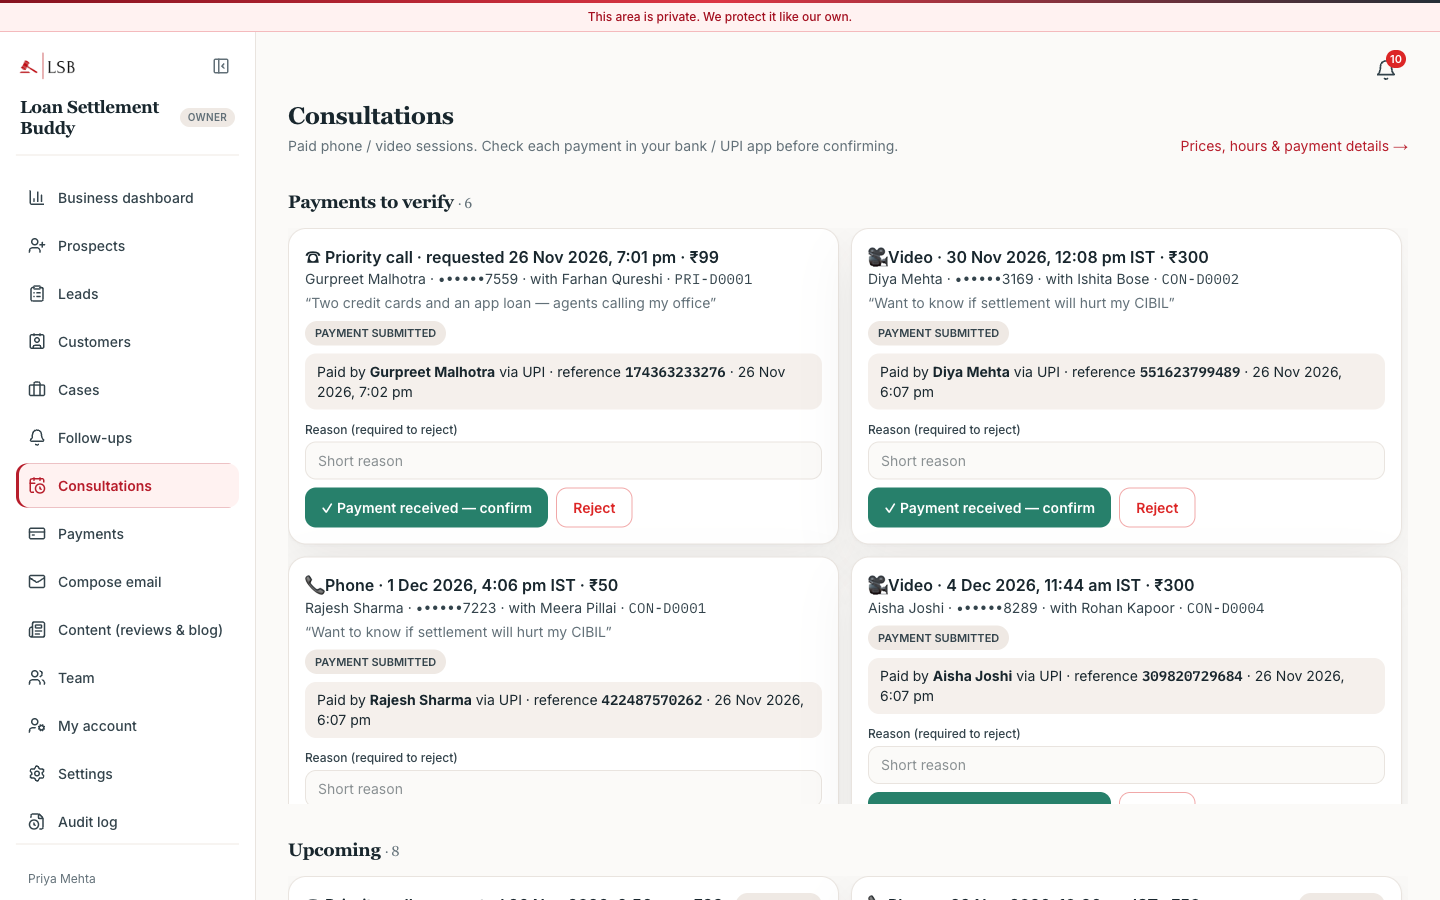 This area is private. We protect it like our own.
LSB
Loan Settlement
Buddy
OWNER
Business dashboard
Prospects
Leads
Customers
Cases
Follow-ups
Consultations
Payments
Compose email
Content (reviews & blog)
Team
My account
Settings
Audit log
Priya Mehta
10
Consultations
Paid phone / video sessions. Check each payment in your bank / UPI app before confirming.
Prices, hours & payment details →
Payments to verify · 6
☎ Priority call · requested 26 Nov 2026, 7:01 pm · ₹99
Gurpreet Malhotra · ••••••7559 · with Farhan Qureshi · PRI-D0001
“Two credit cards and an app loan — agents calling my office”
PAYMENT SUBMITTED
Paid by Gurpreet Malhotra via UPI · reference 174363233276 · 26 Nov
2026, 7:02 pm
Reason (required to reject)
Short reason
✓ Payment received — confirm
Reject
🎥Video · 30 Nov 2026, 12:08 pm IST · ₹300
Diya Mehta · ••••••3169 · with Ishita Bose · CON-D0002
“Want to know if settlement will hurt my CIBIL”
PAYMENT SUBMITTED
Paid by Diya Mehta via UPI · reference 551623799489 · 26 Nov 2026,
6:07 pm
Reason (required to reject)
Short reason
✓ Payment received — confirm
Reject
📞Phone · 1 Dec 2026, 4:06 pm IST · ₹50
Rajesh Sharma · ••••••7223 · with Meera Pillai · CON-D0001
“Want to know if settlement will hurt my CIBIL”
PAYMENT SUBMITTED
Paid by Rajesh Sharma via UPI · reference 422487570262 · 26 Nov 2026,
6:07 pm
Reason (required to reject)
Short reason
🎥Video · 4 Dec 2026, 11:44 am IST · ₹300
Aisha Joshi · ••••••8289 · with Rohan Kapoor · CON-D0004
PAYMENT SUBMITTED
Paid by Aisha Joshi via UPI · reference 309820729684 · 26 Nov 2026,
6:07 pm
Reason (required to reject)
Short reason
Upcoming · 8